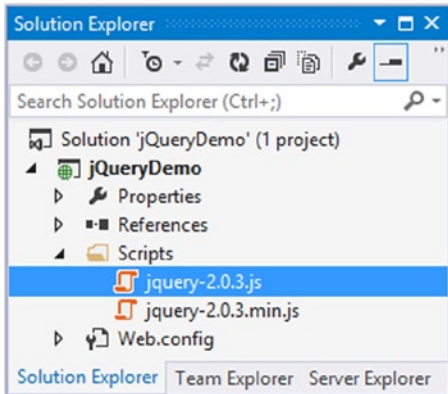 Solution Explorer
Search Solution Explorer (Ctrl+;)
Solution 'jQueryDemo' (1 project)
jQueryDemo
Properties
References
Scripts
jquery-2.0.3.js
jquery-2.0.3.min.js
Web.config
Solution Explorer Team Explorer Server Explorer